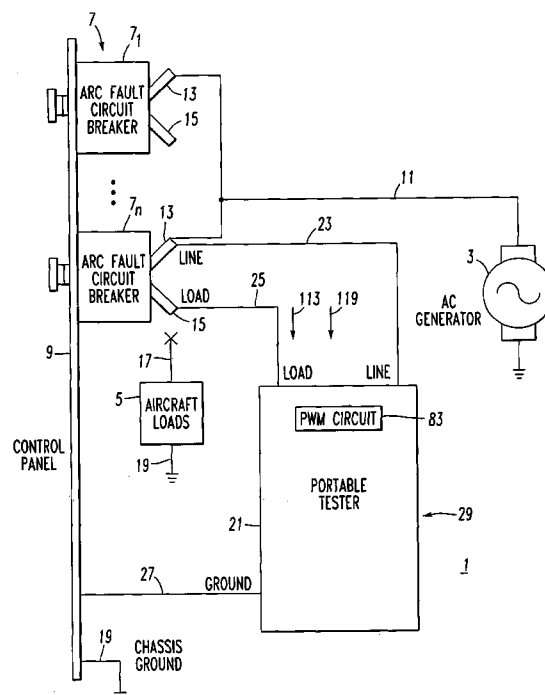 7
7₁
ARC FAULT
CIRCUIT
BREAKER
13
15
11
7n
13
23
ARC FAULT
CIRCUIT
BREAKER
LINE
LOAD
25
15
113
119
3
AC
GENERATOR
9
17
5
AIRCRAFT
LOADS
LOAD
LINE
PWM CIRCUIT
83
CONTROL
PANEL
19
PORTABLE
TESTER
21
29
1
27
GROUND
19
CHASSIS
GROUND